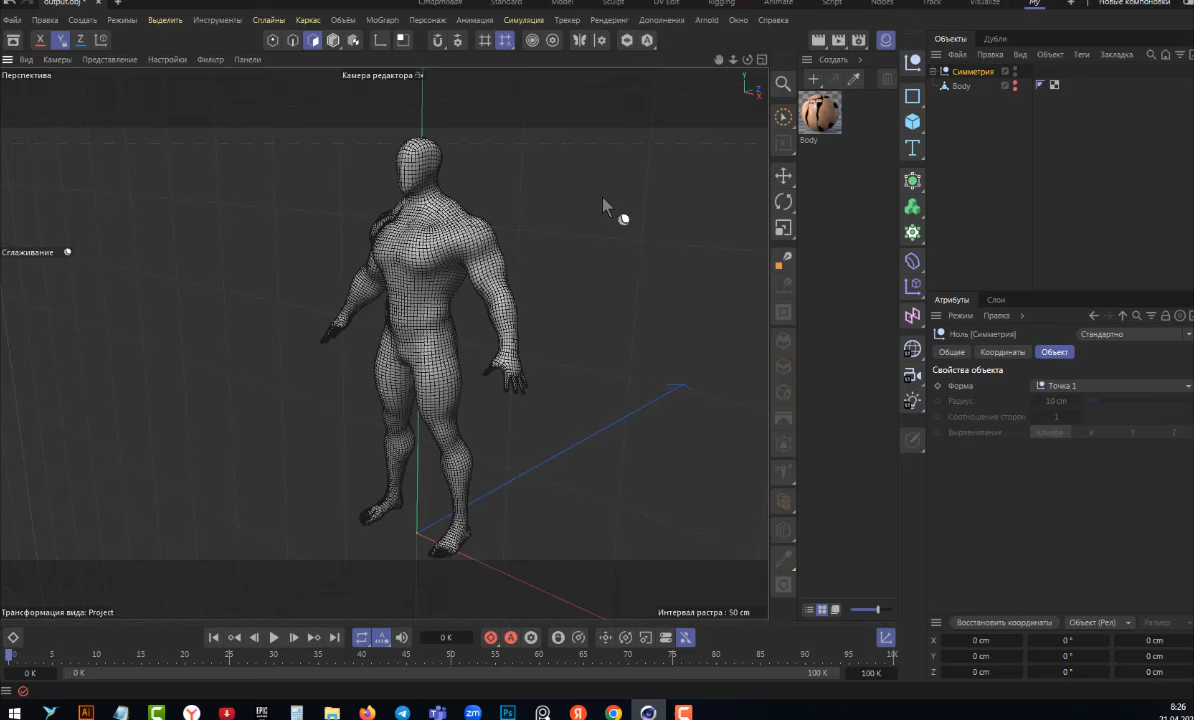 output.obj *
Стартовая
Standard
Model
Sculpt
UV Edit
Rigging
Animate
Script
Nodes
Track
Visualize
My
Новые компоновки
Файл Правка Создать Режимы Выделить Инструменты Сплайны Каркас Объём MoGraph Персонаж Анимация Симуляция Трекер Рендеринг Дополнения Arnold Окно Справка
X Y Z
Объекты Дубли
Файл Правка Вид Объект Теги Закладка
Вид Камеры Представление Настройки Фильтр Панели
Создать
Перспектива
Камера редактора
Y
Z
X
Симметрия
Body
Body
Сглаживание
Атрибуты Слои
Режим Правка
Ноль [Симметрия]
Стандартно
Общие Координаты Объект
Свойства объекта
Форма Точка 1
Радиус 10 cm
Соотношение сторон 1
Выравнивание Камера X Y Z
Трансформация вида: Project
Интервал растра : 50 cm
0 K
Восстановить координаты Объект (Рел) Размер
X 0 cm 0 ° 0 cm
Y 0 cm 0 ° 0 cm
Z 0 cm 0 ° 0 cm
0 5 10 15 20 25 30 35 40 45 50 55 60 65 70 75 80 85 90 95 100
0 K 0 K 100 K 100 K
8:26